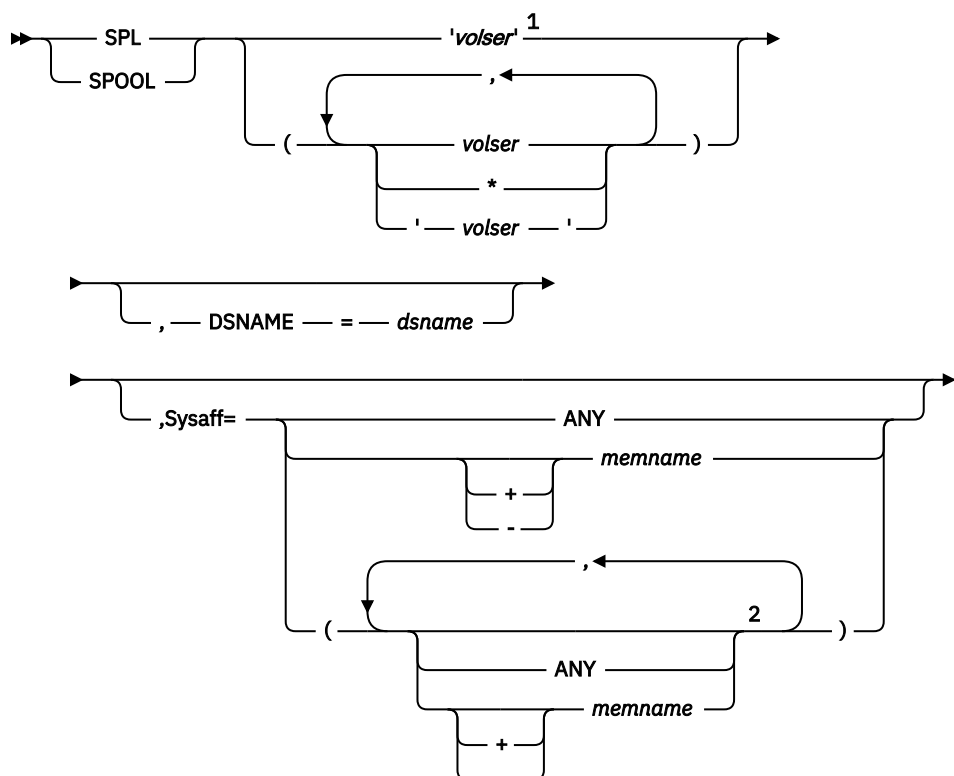 SPL 'volser' 1
SPOOL
,
( volser )
*
' volser '
, DSNAME = dsname
,Sysaff= ANY
memname
+
-
,
( 2 )
ANY
memname
+